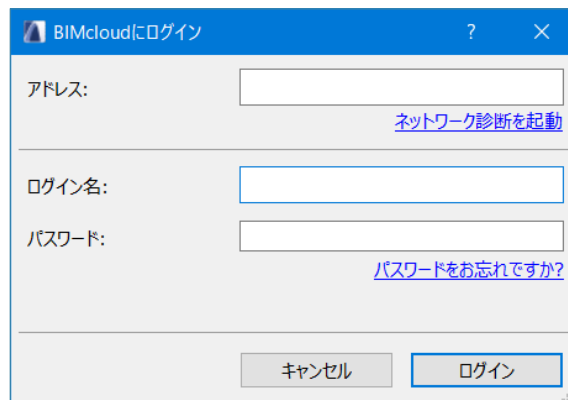 BIMcloudにログイン ? ×
アドレス:
ネットワーク診断を起動
ログイン名:
パスワード:
パスワードをお忘れですか?
キャンセル ログイン